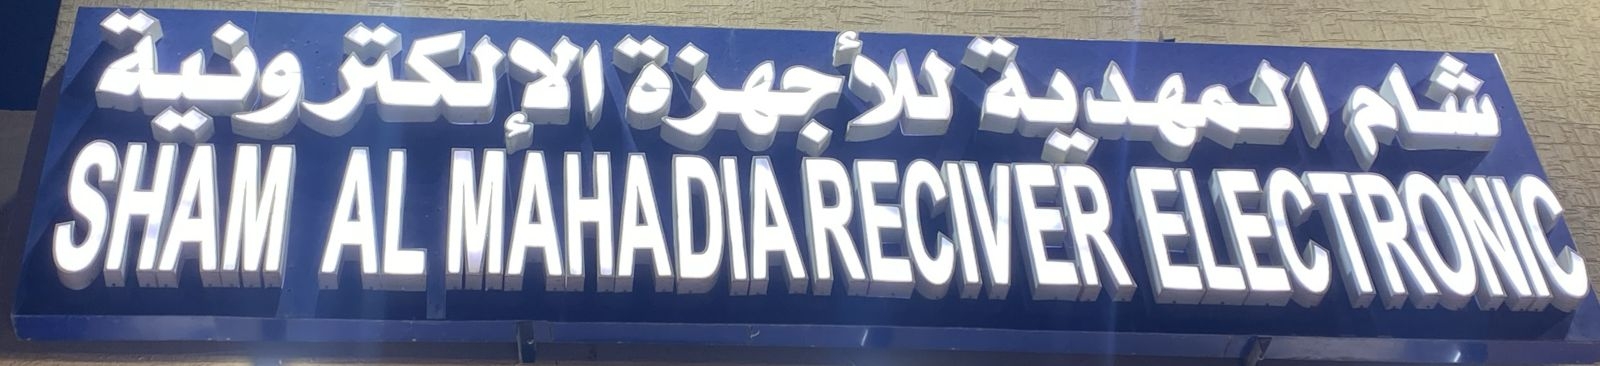 شام المهدية للأجهزة الإلكترونية
SHAM AL MAHADIA RECIVER ELECTRONIC